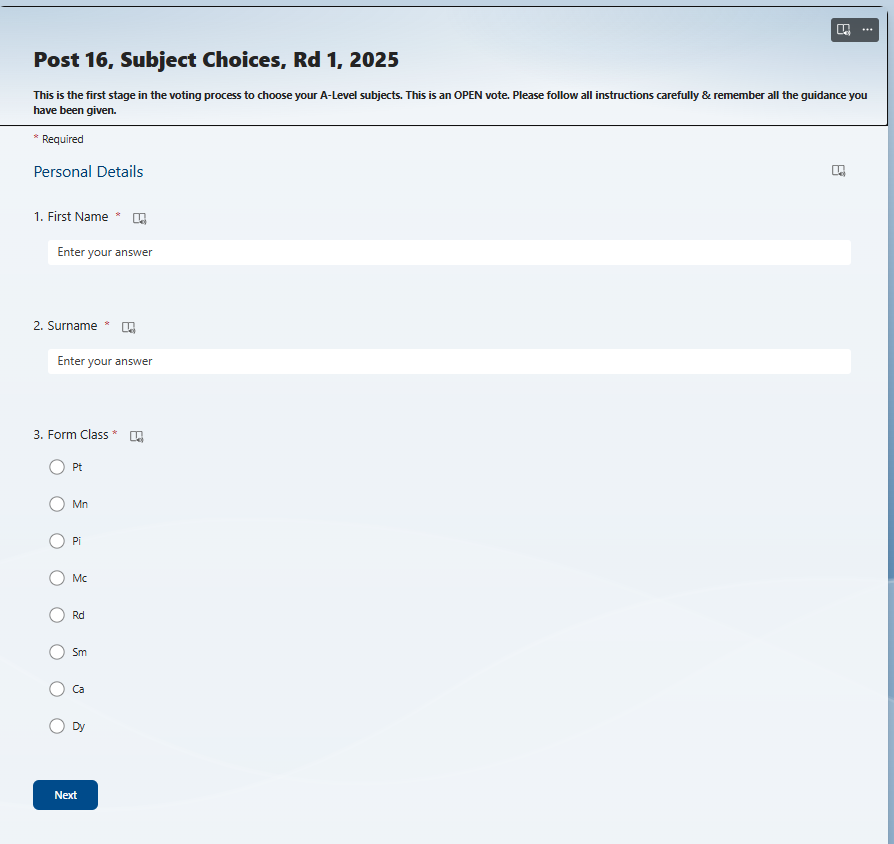 Post 16, Subject Choices, Rd 1, 2025
This is the first stage in the voting process to choose your A-Level subjects. This is an OPEN vote. Please follow all instructions carefully & remember all the guidance you
have been given.
* Required
Personal Details
1. First Name *
Enter your answer
2. Surname *
Enter your answer
3. Form Class *
Pt
Mn
Pi
Mc
Rd
Sm
Ca
Dy
Next